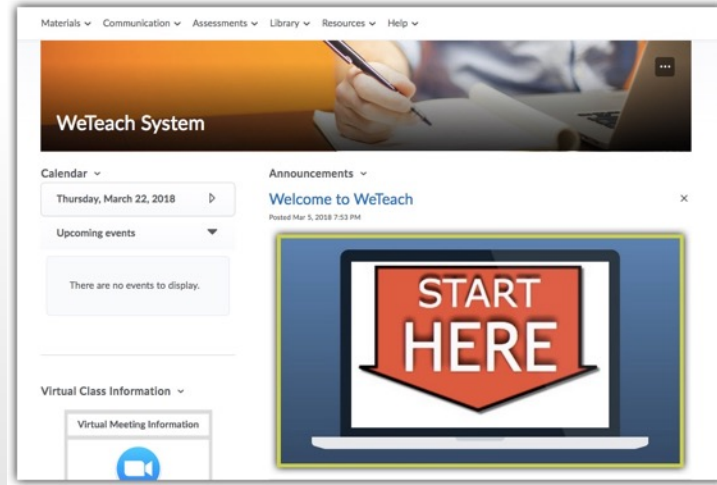 Materials Communication Assessments Library Resources Help
WeTeach System
Calendar
Thursday, March 22, 2018
Upcoming events
There are no events to display.
Virtual Class Information
Virtual Meeting Information
Announcements
Welcome to WeTeach
Posted Mar 5, 2018 7:53 PM
START
HERE